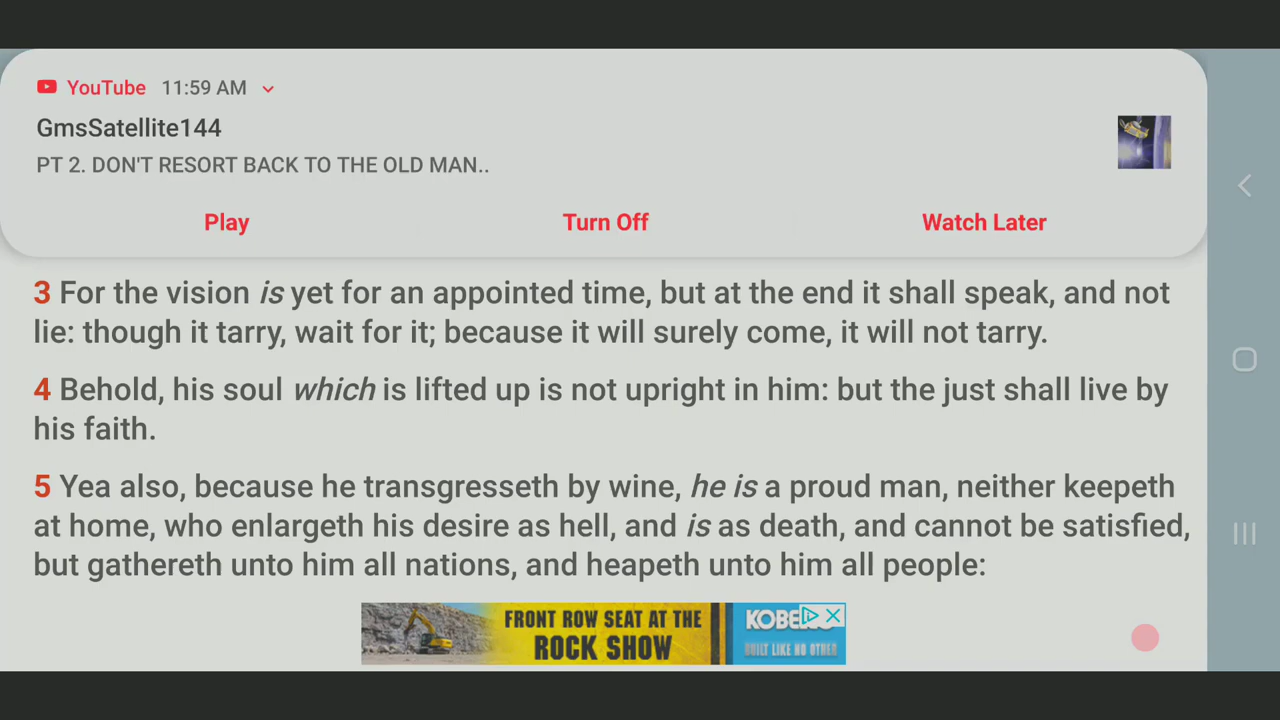 YouTube 11:59 AM
GmsSatellite144
PT 2. DON'T RESORT BACK TO THE OLD MAN..
Play Turn Off Watch Later
3 For the vision is yet for an appointed time, but at the end it shall speak, and not
lie: though it tarry, wait for it; because it will surely come, it will not tarry.
4 Behold, his soul which is lifted up is not upright in him: but the just shall live by
his faith.
5 Yea also, because he transgresseth by wine, he is a proud man, neither keepeth
at home, who enlargeth his desire as hell, and is as death, and cannot be satisfied,
but gathereth unto him all nations, and heapeth unto him all people:
FRONT ROW SEAT AT THE
ROCK SHOW
BUILT LIKE NO OTHER